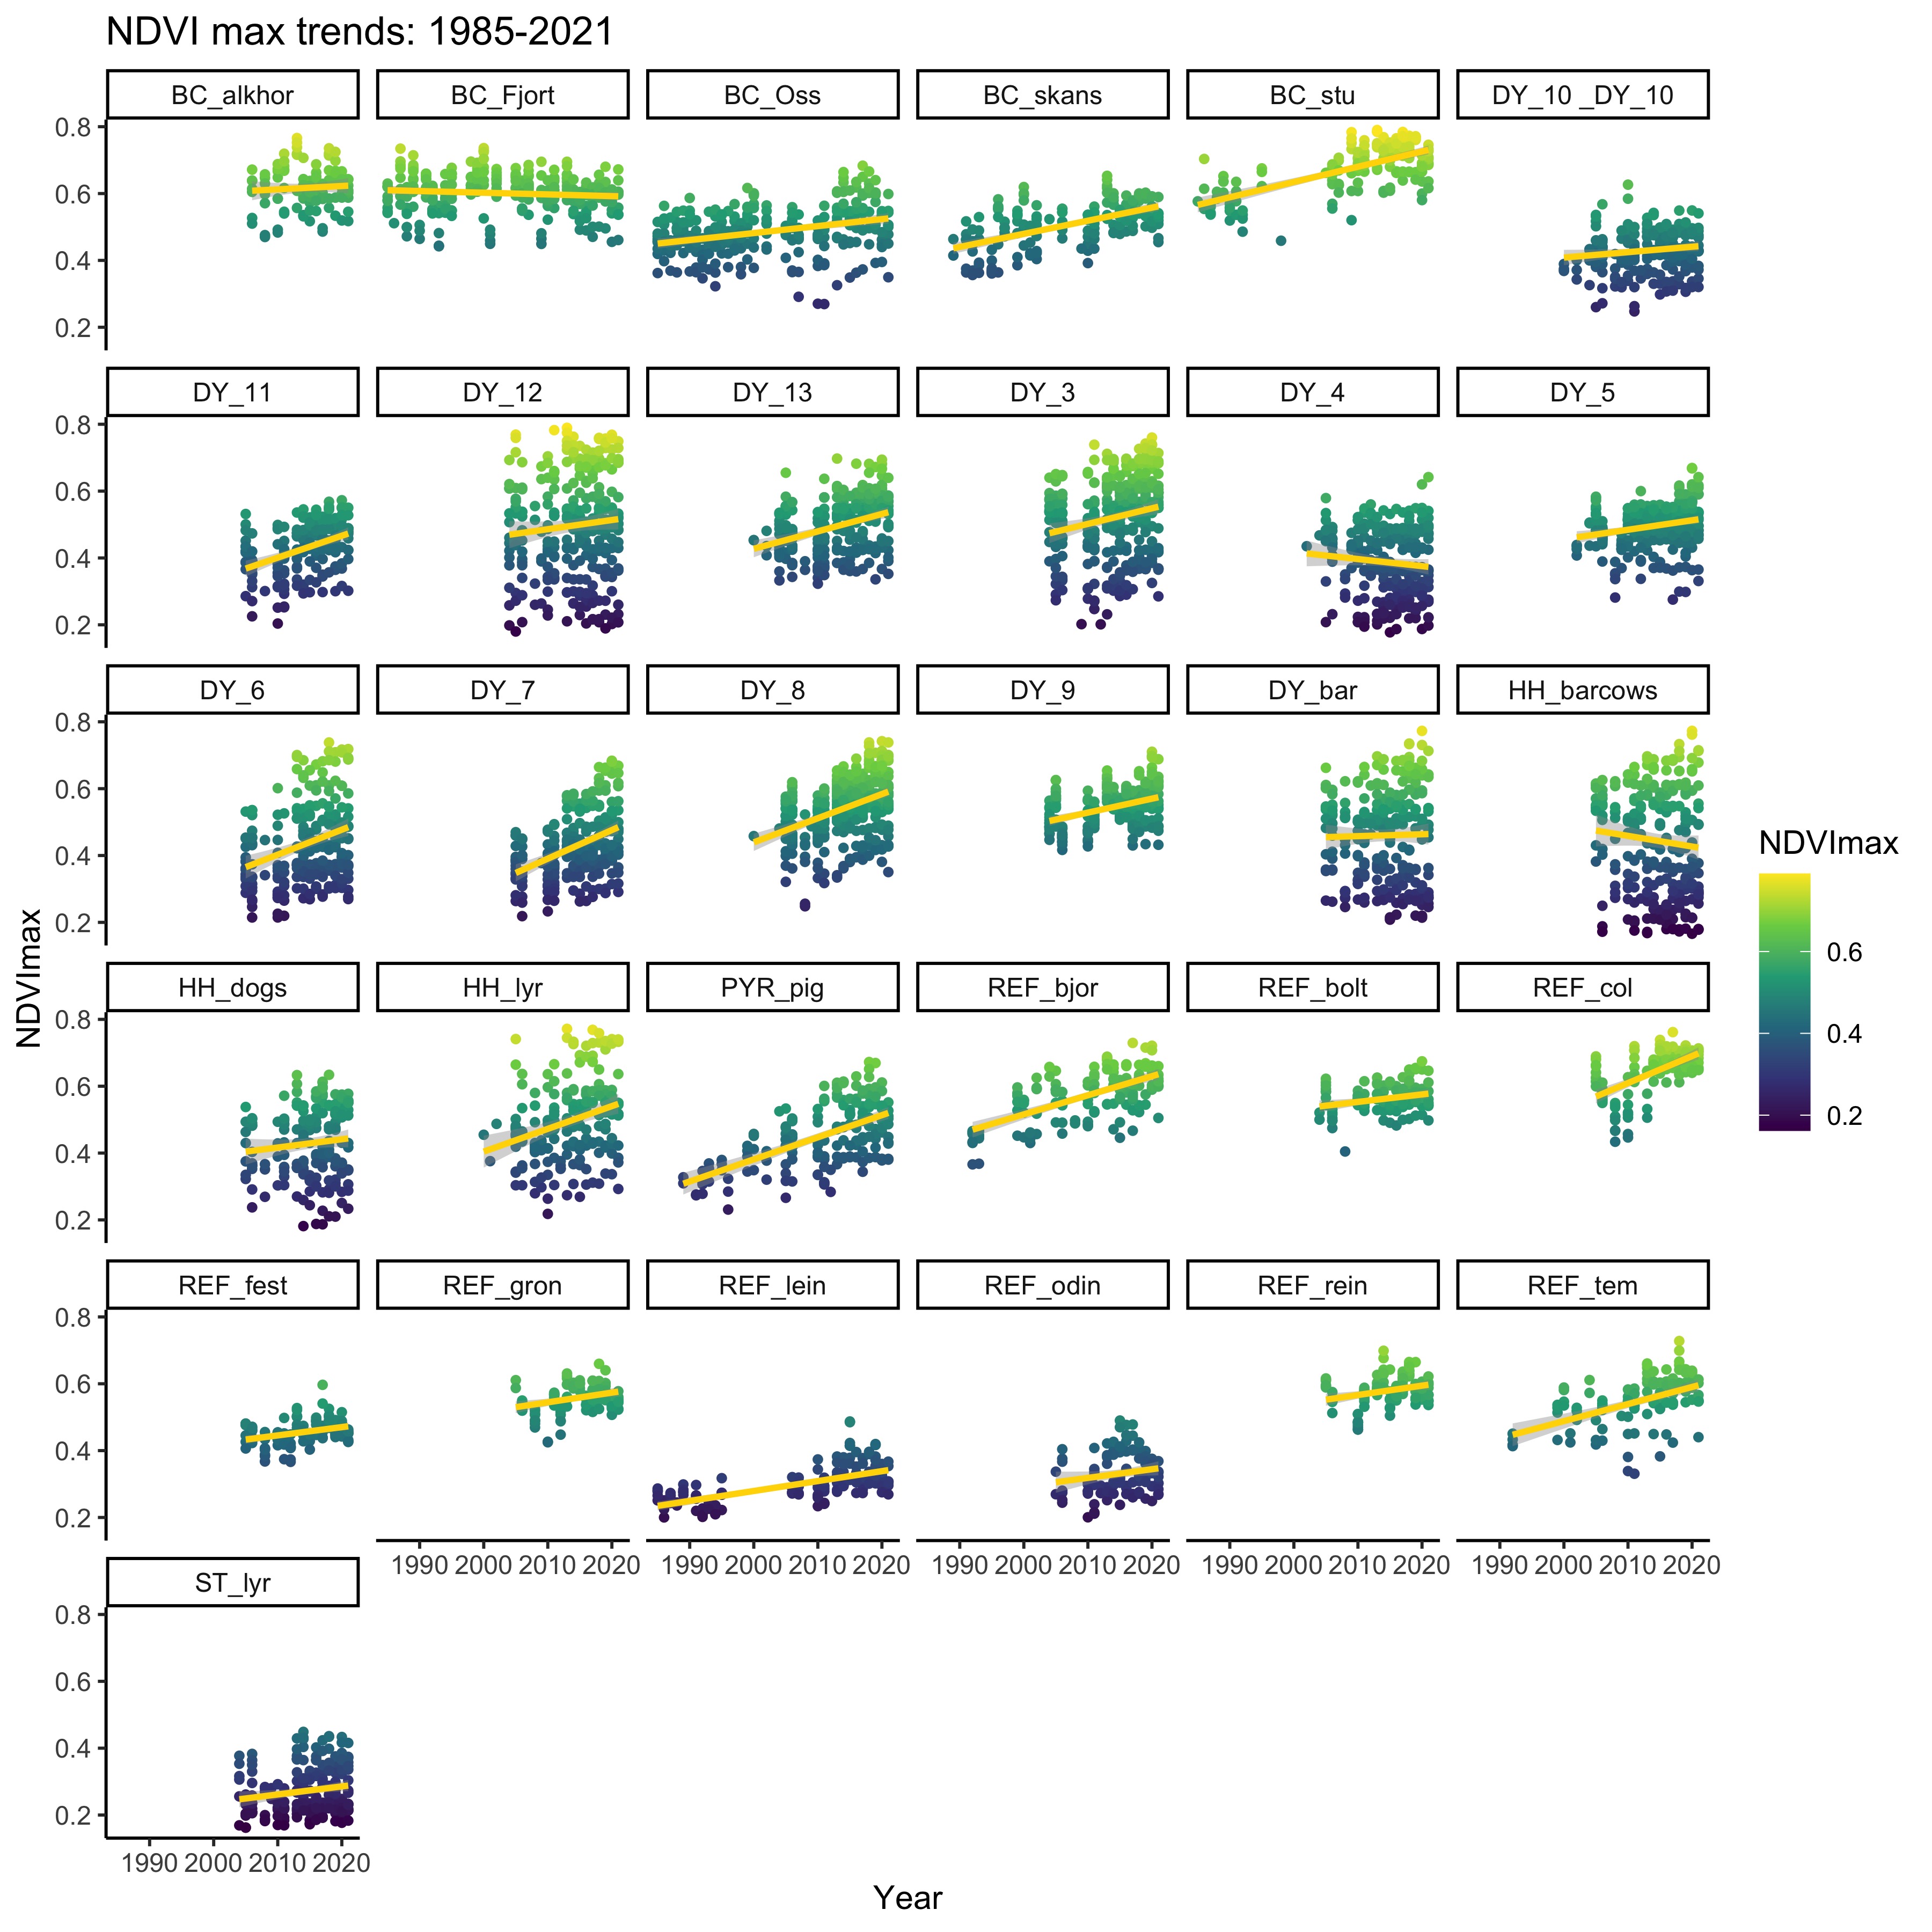 NDVI max trends: 1985-2021
BC_alkhor BC_Fjort BC_Oss BC_skans BC_stu DY_10 _DY_10
0.8
0.6
0.4
0.2
DY_11 DY_12 DY_13 DY_3 DY_4 DY_5
0.8
0.6
0.4
0.2
DY_6 DY_7 DY_8 DY_9 DY_bar HH_barcows
0.8
0.6
0.4
0.2
NDVImax
NDVImax
0.6
0.4
0.2
HH_dogs HH_lyr PYR_pig REF_bjor REF_bolt REF_col
0.8
0.6
0.4
0.2
REF_fest REF_gron REF_lein REF_odin REF_rein REF_tem
0.8
0.6
0.4
0.2
1990 2000 2010 2020 1990 2000 2010 2020 1990 2000 2010 2020 1990 2000 2010 2020 1990 2000 2010 2020
ST_lyr
0.8
0.6
0.4
0.2
1990 2000 2010 2020
Year